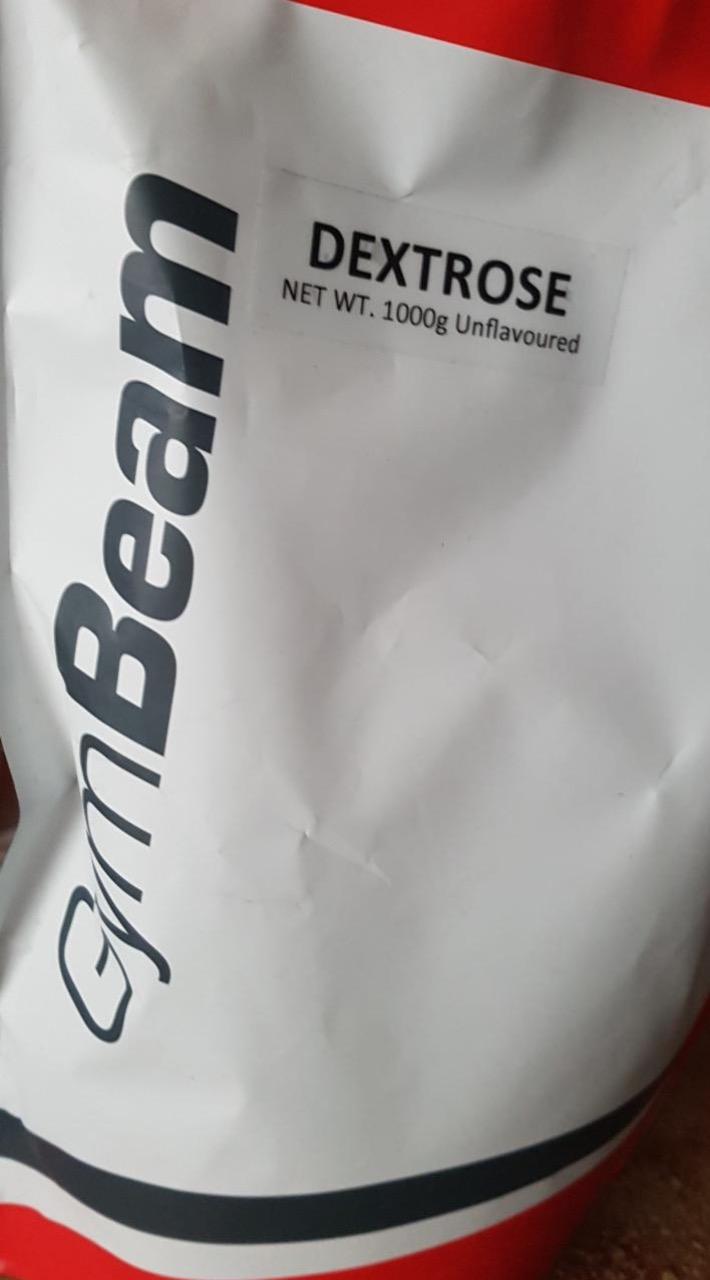 GymBeam
DEXTROSE
NET WT. 1000g Unflavoured